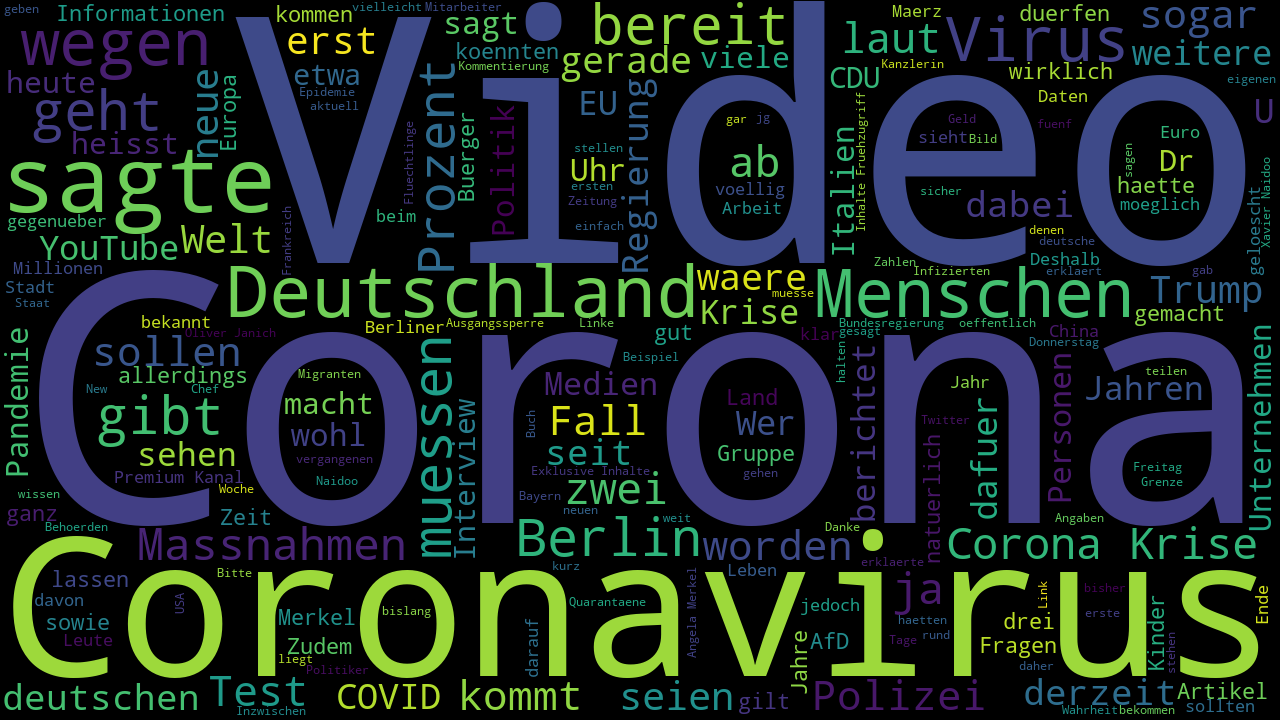 geben
Informationen
wegen
heute
geht
heisst
neue
Europa
sagte
gegenueber
YouTube
Welt
Millionen
Stadt
Staat
Video
kommen
erst
etwa
Epidemie
aktuell
vielleicht
Mitarbeiter
sagt
koennten
Kommentierung
Prozent
Fluechtlinge
Buerger
Politik
beim
Frankreich
bereit
gerade
viele
EU
stellen
Uhr
ersten
Zeitung
einfach
Regierung
gar
jg
ab
voellig
Arbeit
laut
CDU
Kanzlerin
Maerz
Virus
duerfen
sogar
weitere
wirklich
Daten
Italien
Inhalte Fruehzugriff
Geld
fuenf
sieht
Bild
eigenen
U
Euro
Dr
haette
moeglich
sagen
sicher
dabei
denen
deutsche
Deshalb
erklaert
Zahlen
Infizierten
gab
geloescht
Xavier Naidoo
Deutschland
waere
muesse
Krise
Menschen
Trump
gemacht
Corona
Pandemie
bekannt
Oliver Janich
Berliner
Ausgangssperre
Linke
gut
klar
Bundesregierung
gesagt
oeffentlich
China
Donnerstag
sollen
allerdings
New
Chef
gibt
sehen
Premium Kanal
wissen
Migranten
macht
wohl
vergangenen
Naidoo
Woche
muessen
Interview
Beispiel
Medien
Fall
Buch
seit
Exklusive Inhalte
zwei
Bayern
neuen
Land
Wer
Gruppe
gehen
halten
berichtet
Jahr
Twitter
dafuer
natuerlich
Personen
teilen
Jahren
Unternehmen
Freitag
Grenze
ganz
Behoerden
Zeit
Massnahmen
Berlin
weit
worden
Danke
Angaben
Corona Krise
Coronavirus
lassen
davon
sowie
Leute
Bitte
USA
Merkel
Zudem
liegt
Politiker
bislang
kurz
Quarantaene
darauf
Angela Merkel
Leben
erklaerte
jedoch
AfD
Jahre
ja
haetten
Tage
rund
Link
drei
Fragen
daher
bisher
erste
Kinder
stehen
Ende
deutschen
Test
Inzwischen
COVID
kommt
seien
gilt
Polizei
derzeit
Wahrheit
bekommen
Artikel
sollten